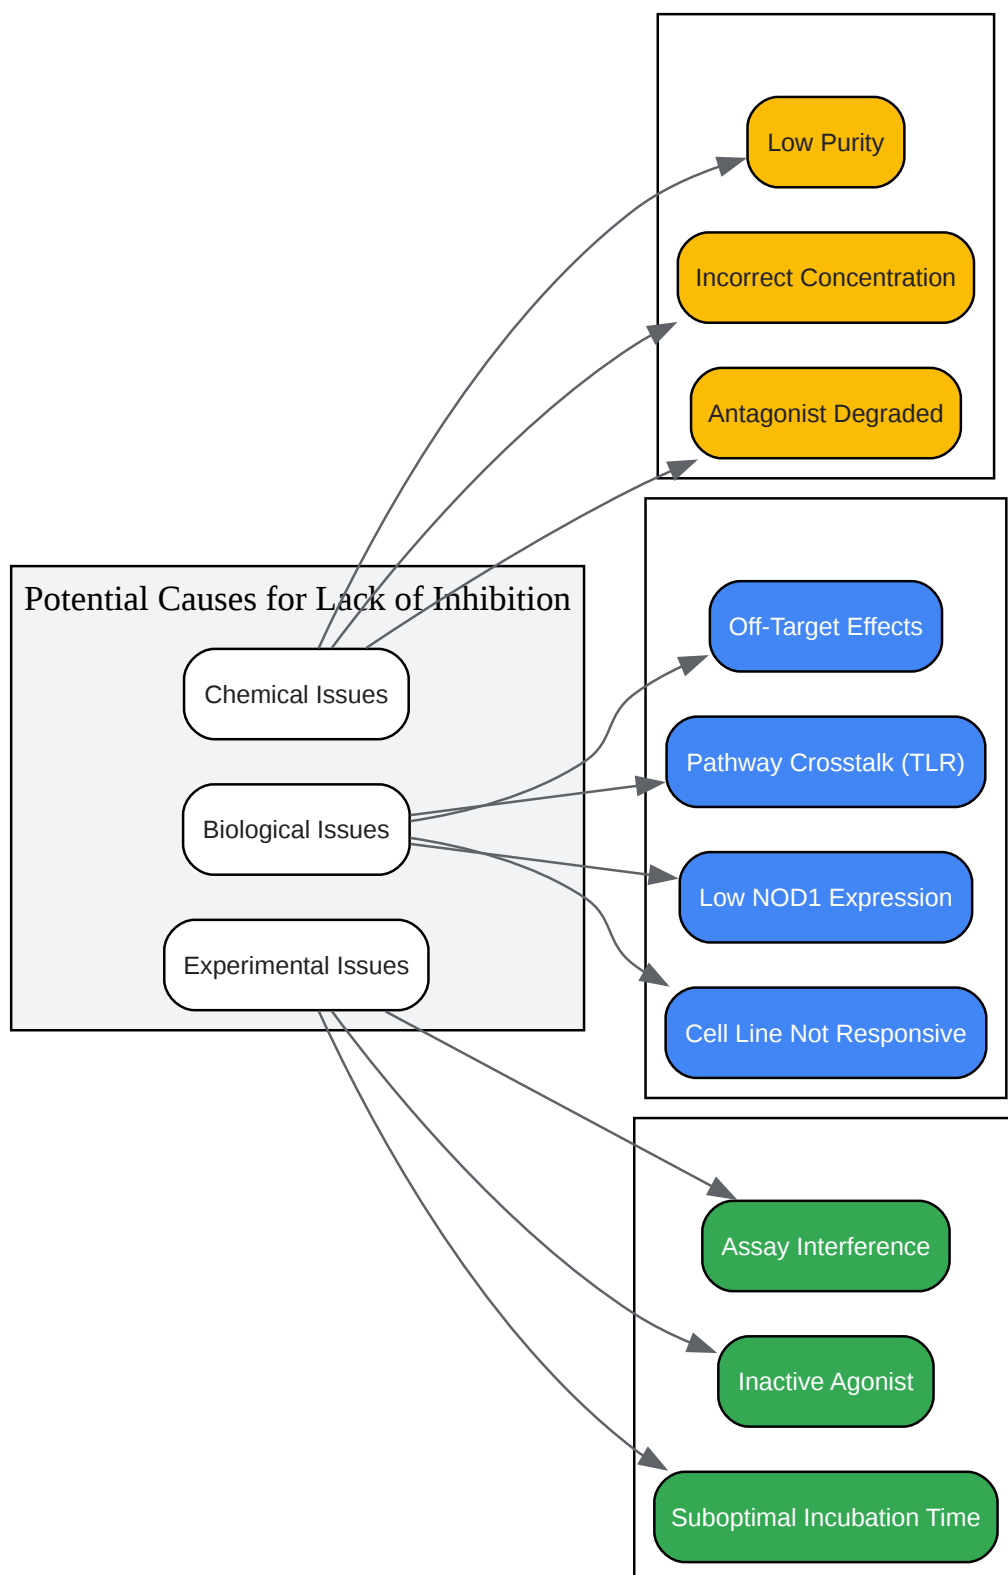 Potential Causes for Lack of Inhibition
Chemical Issues
Biological Issues
Experimental Issues
Low Purity
Incorrect Concentration
Antagonist Degraded
Off-Target Effects
Pathway Crosstalk (TLR)
Low NOD1 Expression
Cell Line Not Responsive
Assay Interference
Inactive Agonist
Suboptimal Incubation Time